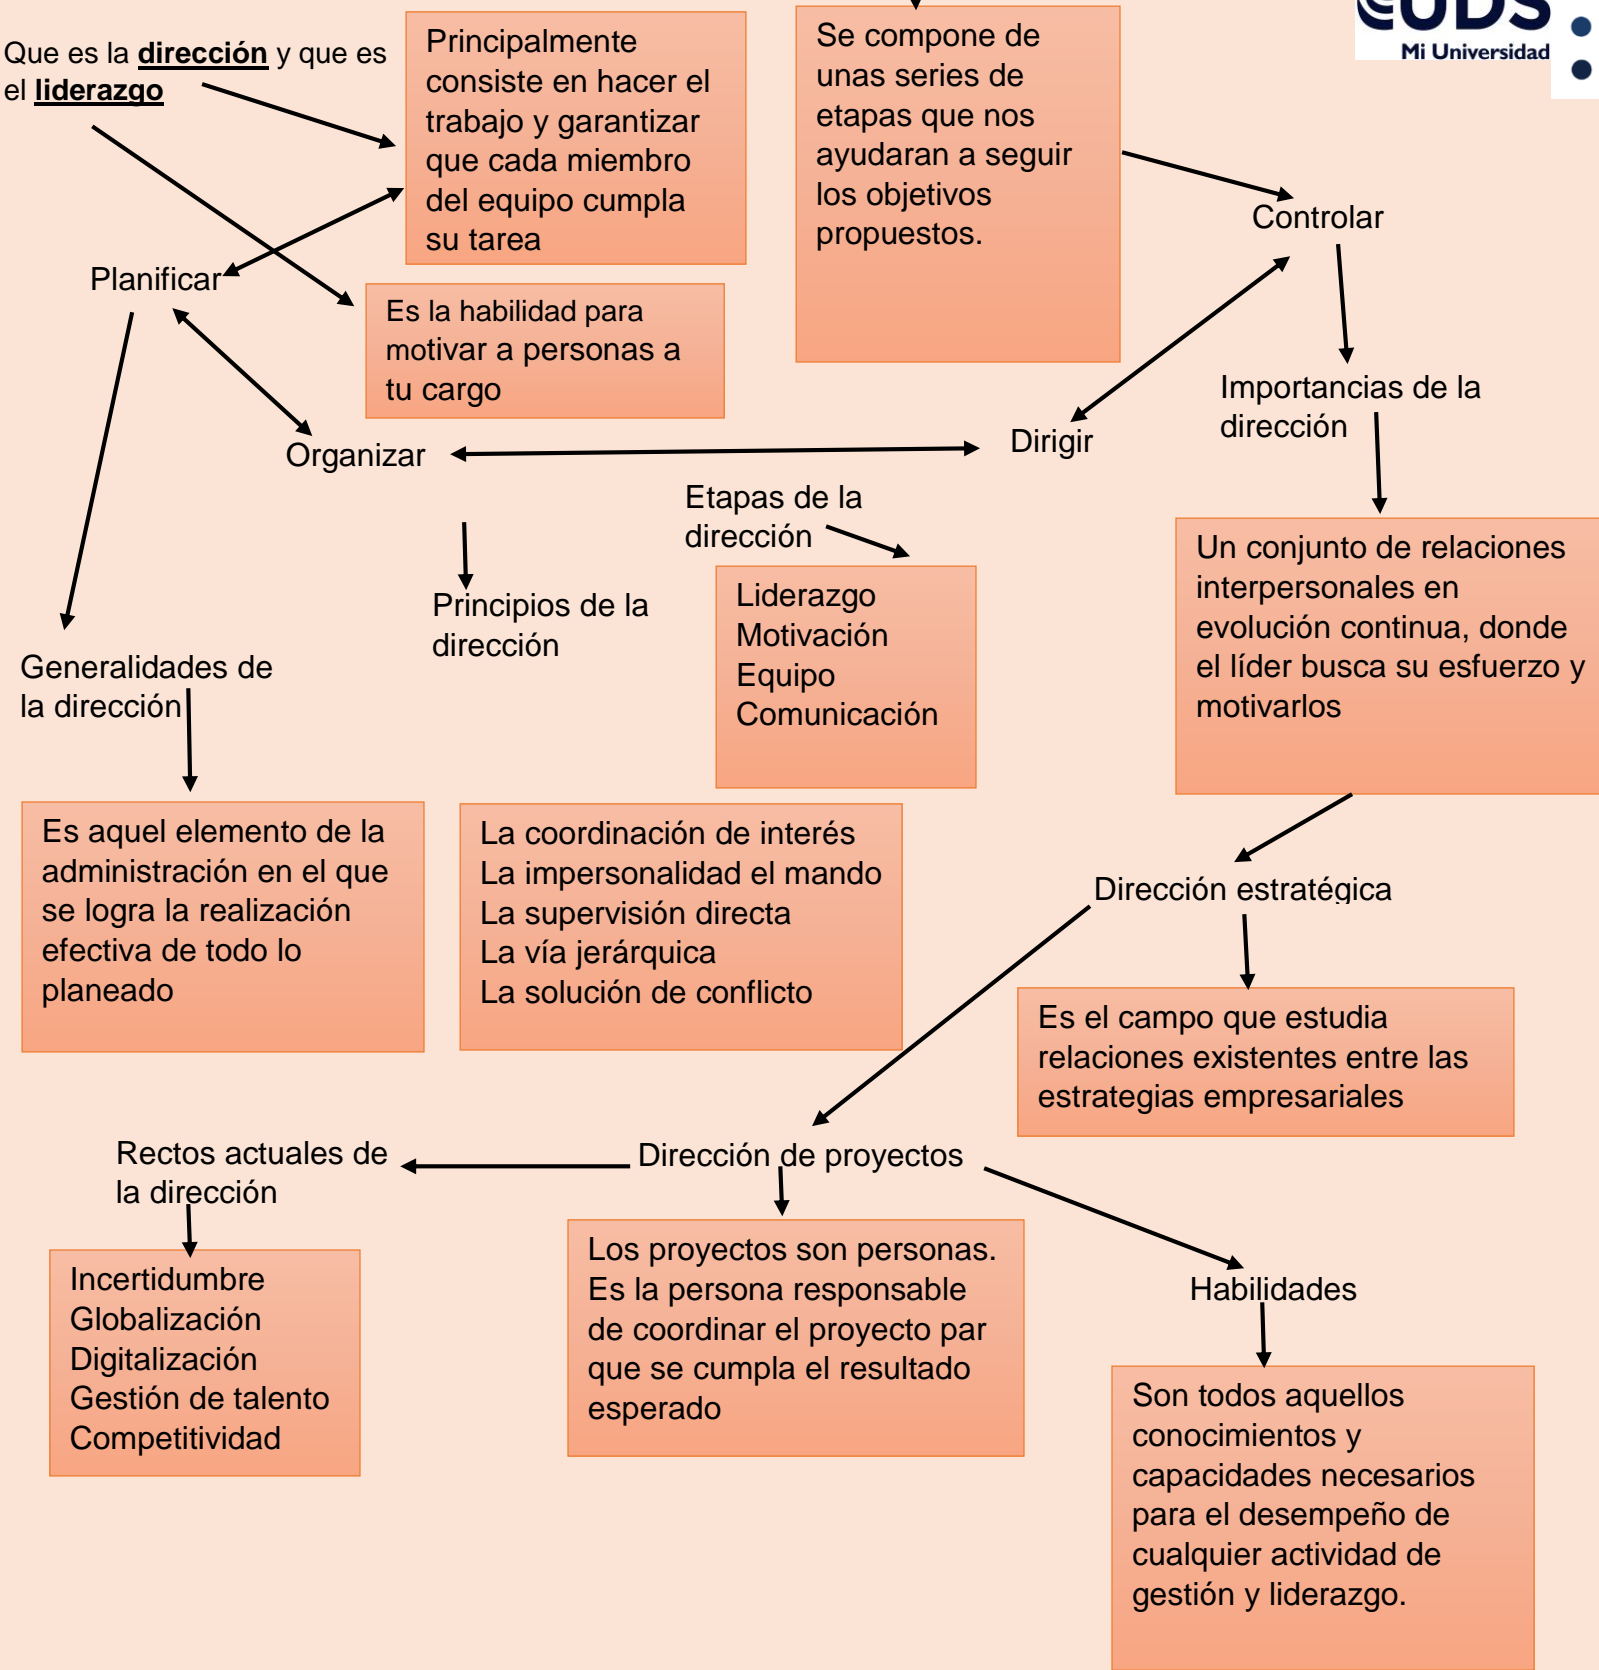 UDS
Mi Universidad
Que es la dirección y que es
el liderazgo
Principalmente
consiste en hacer el
trabajo y garantizar
que cada miembro
del equipo cumpla
su tarea
Se compone de
unas series de
etapas que nos
ayudaran a seguir
los objetivos
propuestos.
Controlar
Planificar
Es la habilidad para
motivar a personas a
tu cargo
Importancias de la
dirección
Organizar
Dirigir
Etapas de la
dirección
Liderazgo
Motivación
Equipo
Comunicación
Un conjunto de relaciones
interpersonales en
evolución continua, donde
el líder busca su esfuerzo y
motivarlos
Principios de la
dirección
Generalidades de
la dirección
Es aquel elemento de la
administración en el que
se logra la realización
efectiva de todo lo
planeado
La coordinación de interés
La impersonalidad el mando
La supervisión directa
La vía jerárquica
La solución de conflicto
Dirección estratégica
Es el campo que estudia
relaciones existentes entre las
estrategias empresariales
Rectos actuales de
la dirección
Dirección de proyectos
Incertidumbre
Globalización
Digitalización
Gestión de talento
Competitividad
Los proyectos son personas.
Es la persona responsable
de coordinar el proyecto par
que se cumpla el resultado
esperado
Habilidades
Son todos aquellos
conocimientos y
capacidades necesarios
para el desempeño de
cualquier actividad de
gestión y liderazgo.